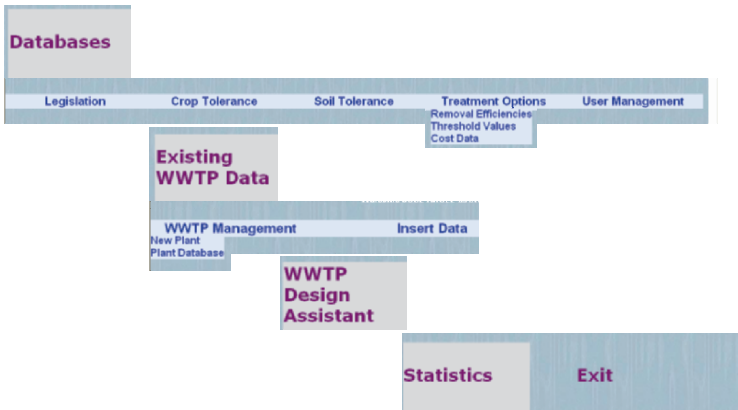 Databases
Legislation Crop Tolerance Soil Tolerance Treatment Options User Management
Removal Efficiencies
Threshold Values
Cost Data
Existing
WWTP Data
WWTP Management Insert Data
New Plant
Plant Database
WWTP
Design
Assistant
Statistics Exit